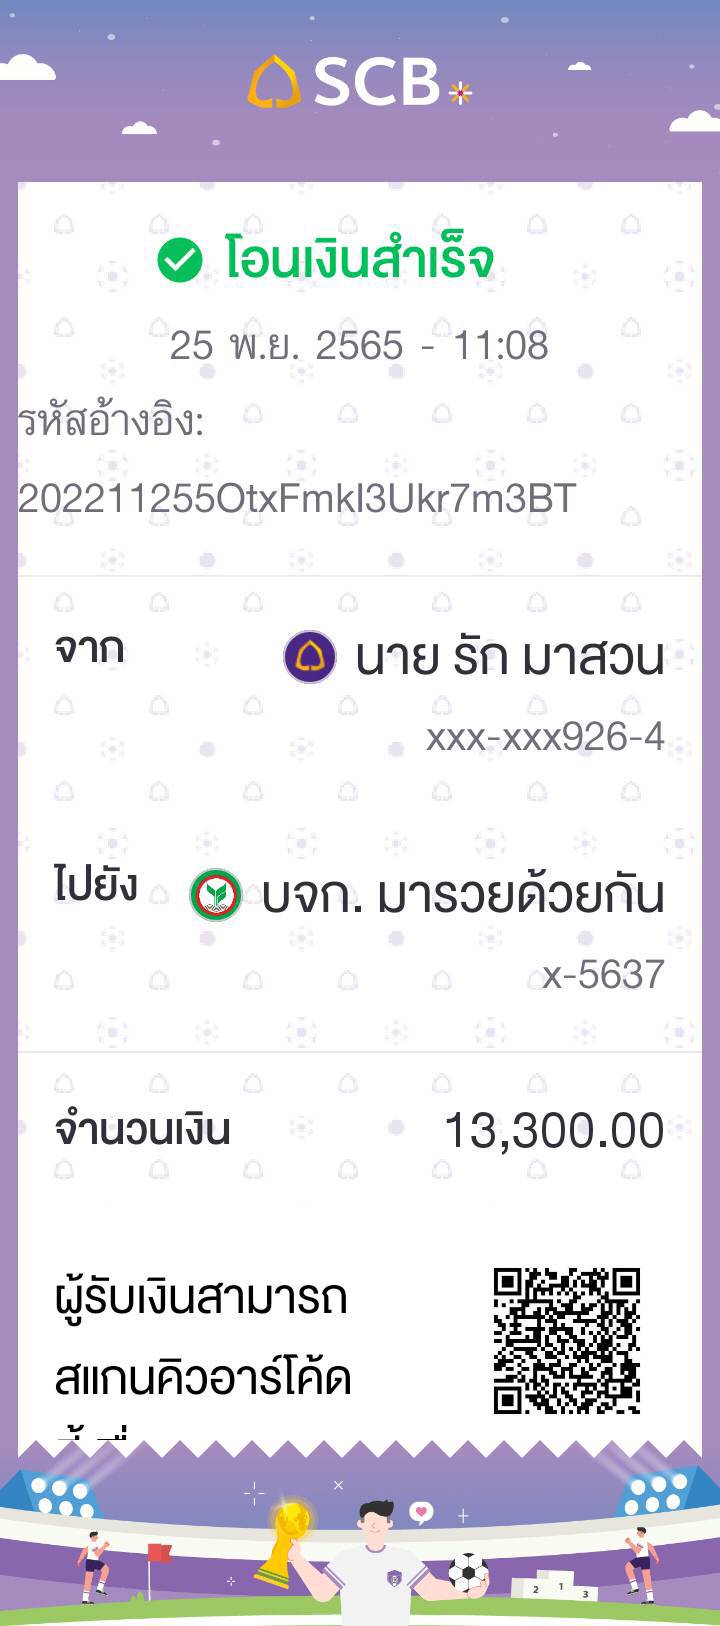 SCB
โอนเงินสำเร็จ
25 พ.ย. 2565 - 11:08
รหัสอ้างอิง:
202211255OtxFmkI3Ukr7m3BT
จาก นาย รัก มาสวน
xxx-xxx926-4
ไปยัง บจก. มารวยด้วยกัน
x-5637
จำนวนเงิน 13,300.00
ผู้รับเงินสามารถ
สแกนคิวอาร์โค้ด
2 1 3